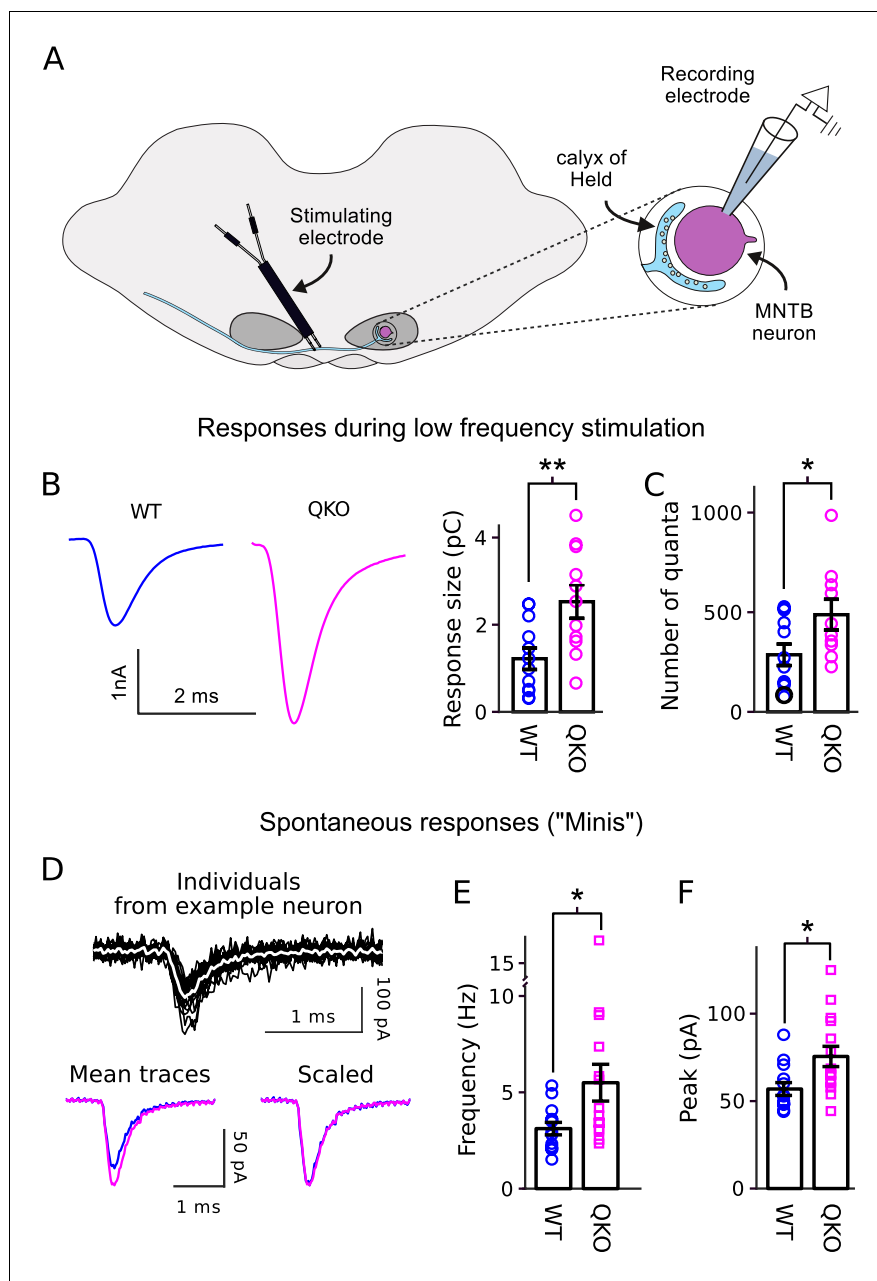 A
Recording
electrode
calyx of
Held
Stimulating
electrode
MNTB
neuron
Responses during low frequency stimulation
B
WT
QKO
1nA
2 ms
**
Response size (pC)
4
2
0
WT
QKO
C
*
Number of quanta
1000
500
0
WT
QKO
Spontaneous responses ("Minis")
D
Individuals
from example neuron
1 ms
100 pA
Mean traces
Scaled
1 ms
50 pA
E
*
Frequency (Hz)
15
10
5
0
WT
QKO
F
*
Peak (pA)
100
50
0
WT
QKO